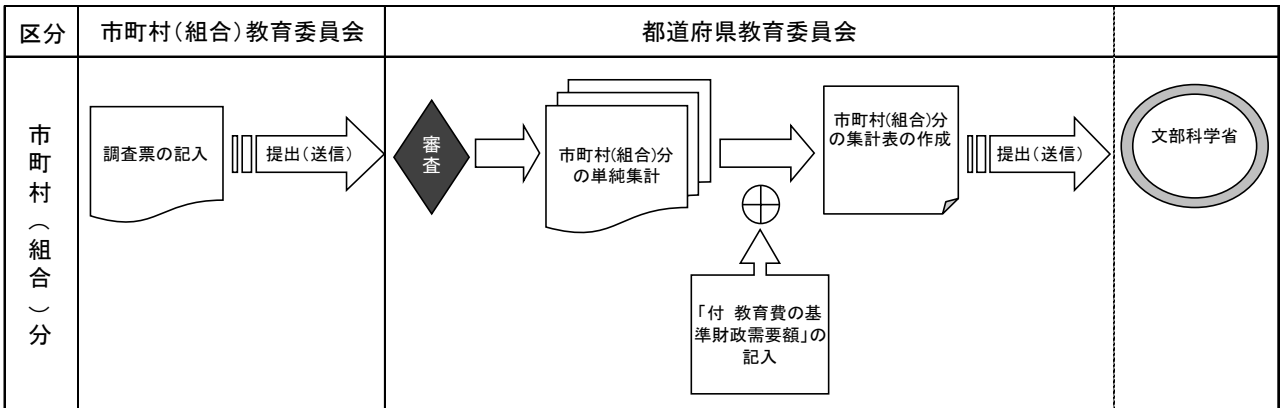 区分
市町村(組合)教育委員会
都道府県教育委員会
市町村（組合）分
調査票の記入
提出(送信)
審査
市町村(組合)分
の単純集計
市町村(組合)分
の集計表の作成
提出(送信)
文部科学省
「付 教育費の基
準財政需要額」の
記入